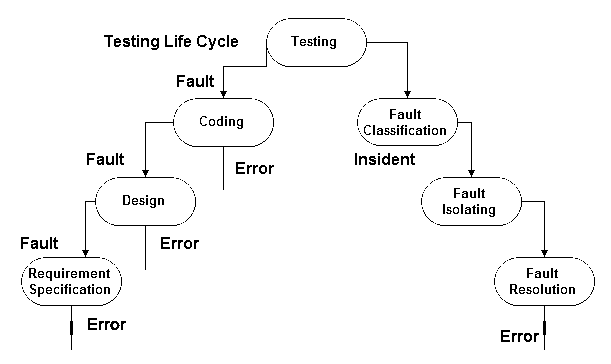 Testing Life Cycle
Testing
Fault
Coding
Fault
Classification
Fault
Error
Insident
Design
Fault
Isolating
Fault
Error
Requirement
Specification
Fault
Resolution
Error
Error